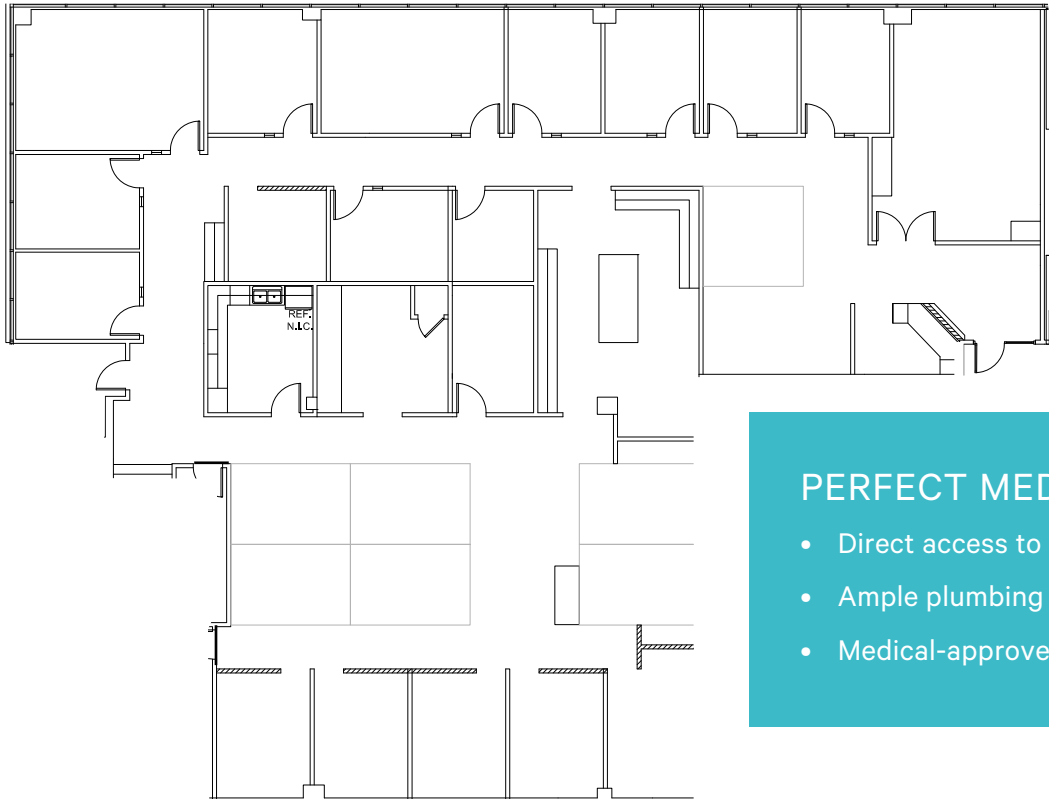 REF.
N.I.C.
PERFECT MED
• Direct access to
• Ample plumbing
• Medical-approve